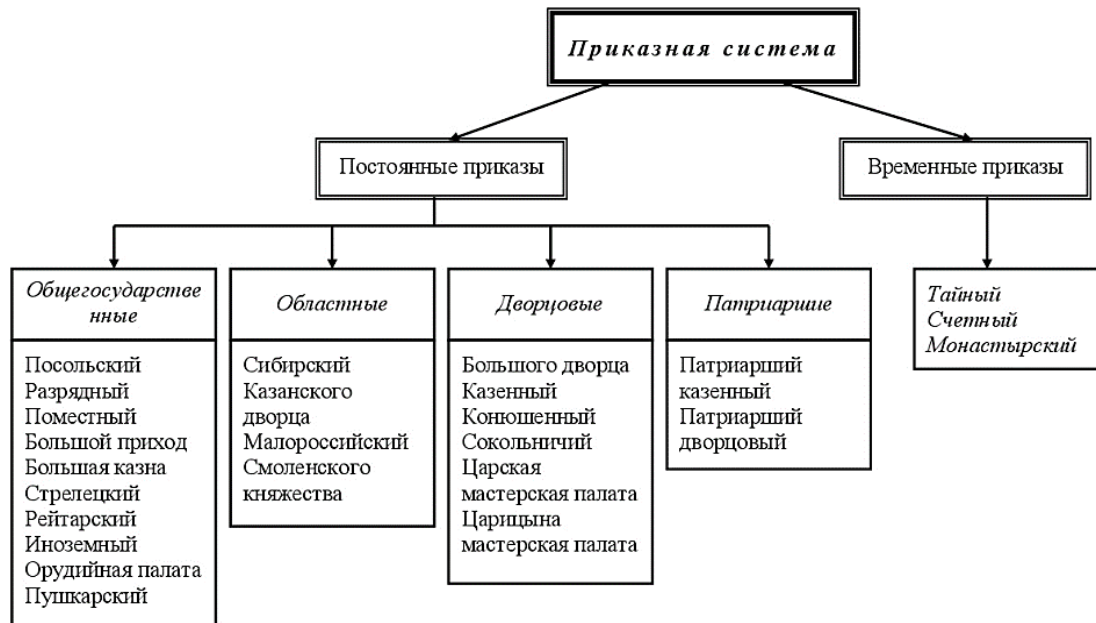 Приказная система
Постоянные приказы
Временные приказы
Общегосударстве
нные
Посольский
Разрядный
Поместный
Большой приход
Большая казна
Стрелецкий
Рейтарский
Иноземный
Орудийная палата
Пушкарский
Областные
Сибирский
Казанского
дворца
Малороссийский
Смоленского
княжества
Дворцовые
Большого дворца
Казенный
Конюшенный
Сокольничий
Царская
мастерская палата
Царицына
мастерская палата
Патриаршие
Патриарший
казенный
Патриарший
дворцовый
Тайный
Счетный
Монастырский